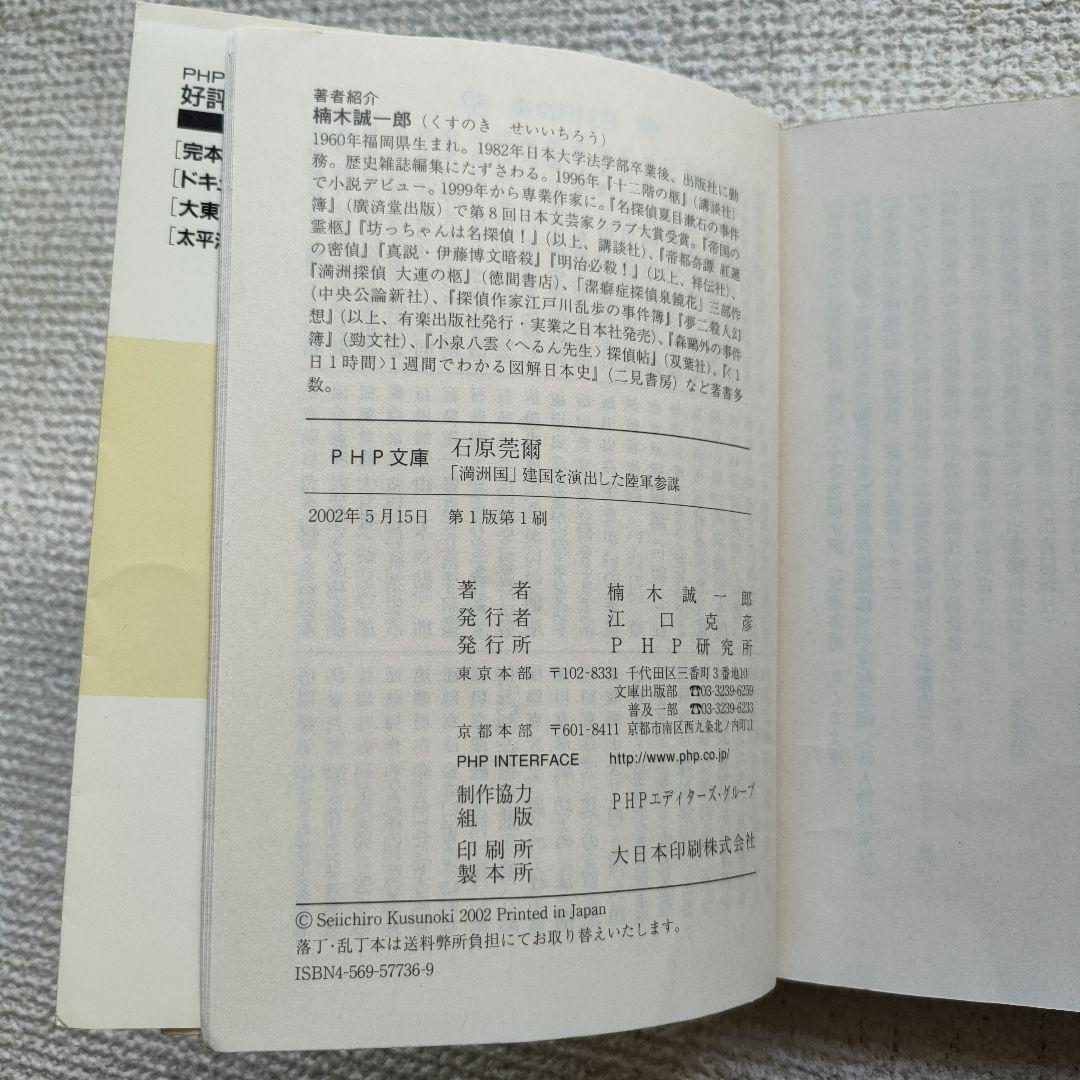 PHP
好評
[完本
[ドキュ
[大東
[太平洋
著者紹介
楠木誠一郎（くすのき　せいいちろう）
1960年福岡県生まれ。1982年日本大学法学部卒業後、出版社に勤
務。歴史雑誌編集にたずさわる。1996年『十二階の柩』（講談社）
で小説デビュー。1999年から専業作家に。『名探偵夏目漱石の事件
簿』（廣済堂出版）で第８回日本文芸家クラブ大賞受賞。『帝国の
霊柩』『坊っちゃんは名探偵！』（以上、講談社）、『帝都奇譚 紅蓮
の密偵』『真説・伊藤博文暗殺』『明治必殺！』（以上、祥伝社）、
『満洲探偵 大連の柩』（徳間書店）、「潔癖症探偵泉鏡花」三部作
（中央公論新社）、『探偵作家江戸川乱歩の事件簿』『夢二殺人幻
想』（以上、有楽出版社発行・実業之日本社発売）、『森鷗外の事件
簿』（勁文社）、『小泉八雲〈へるん先生〉探偵帖』（双葉社）、『〈１
日１時間〉１週間でわかる図解日本史』（二見書房）など著書多
数。
PHP文庫　石原莞爾
「満洲国」建国を演出した陸軍参謀
2002年５月15日　第１版第１刷
著者　楠木誠一郎
発行者　江口克彦
発行所　PHP研究所
東京本部　〒102-8331 千代田区三番町３番地10
文庫出版部　☎03-3239-6259
普及一部　☎03-3239-6233
京都本部　〒601-8411 京都市南区西九条北ノ内町11
PHP INTERFACE　http://www.php.co.jp/
制作協力
組版　PHPエディターズ・グループ
印刷所
製本所　大日本印刷株式会社
© Seiichiro Kusunoki 2002 Printed in Japan
落丁・乱丁本は送料弊所負担にてお取り替えいたします。
ISBN4-569-57736-9